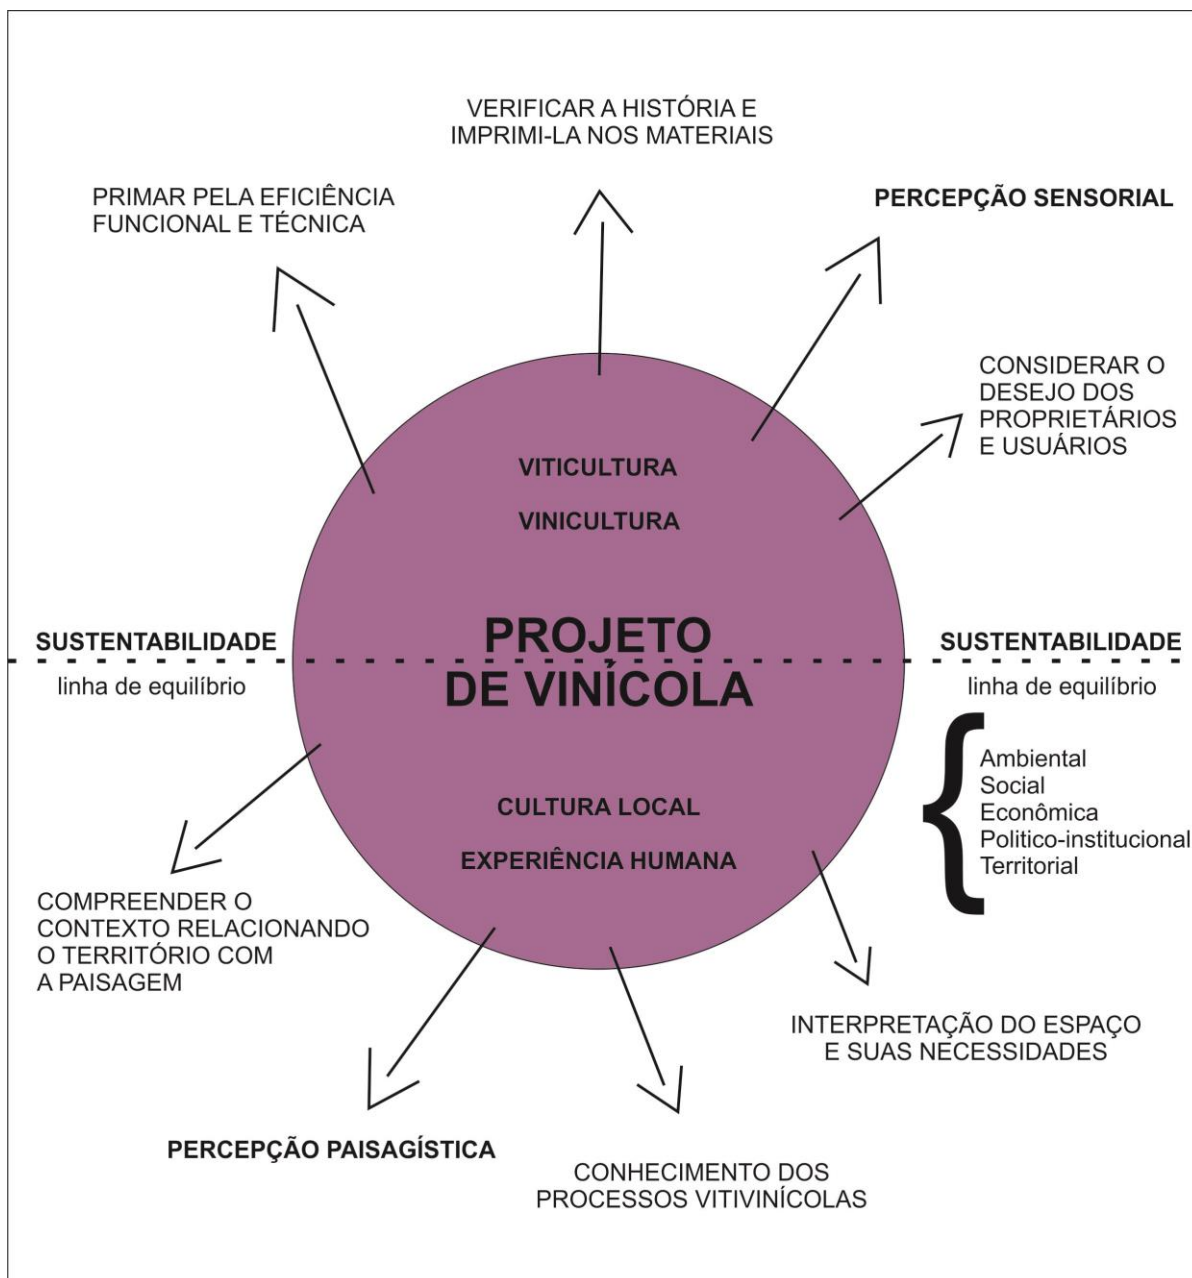 VERIFICAR A HISTÓRIA E
IMPRIMI-LA NOS MATERIAIS
PRIMAR PELA EFICIÊNCIA
FUNCIONAL E TÉCNICA
PERCEPÇÃO SENSORIAL
CONSIDERAR O
DESEJO DOS
PROPRIETÁRIOS
E USUÁRIOS
VITICULTURA
VINICULTURA
SUSTENTABILIDADE
linha de equilíbrio
PROJETO
DE VINÍCOLA
SUSTENTABILIDADE
linha de equilíbrio
Ambiental
Social
Econômica
Politico-institucional
Territorial
CULTURA LOCAL
EXPERIÊNCIA HUMANA
COMPREENDER O
CONTEXTO RELACIONANDO
O TERRITÓRIO COM
A PAISAGEM
INTERPRETAÇÃO DO ESPAÇO
E SUAS NECESSIDADES
PERCEPÇÃO PAISAGÍSTICA
CONHECIMENTO DOS
PROCESSOS VITIVINÍCOLAS